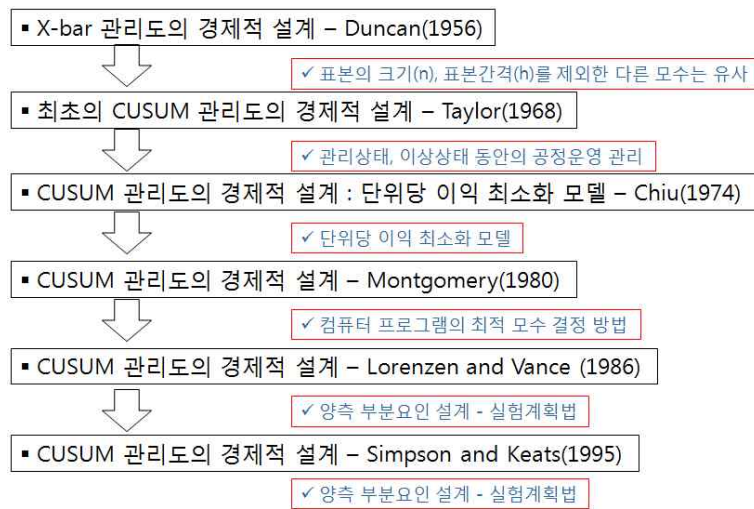 ▪ X-bar 관리도의 경제적 설계 – Duncan(1956)
✓ 표본의 크기(n), 표본간격(h)를 제외한 다른 모수는 유사
▪ 최초의 CUSUM 관리도의 경제적 설계 – Taylor(1968)
✓ 관리상태, 이상상태 동안의 공정운영 관리
▪ CUSUM 관리도의 경제적 설계 : 단위당 이익 최소화 모델 – Chiu(1974)
✓ 단위당 이익 최소화 모델
▪ CUSUM 관리도의 경제적 설계 – Montgomery(1980)
✓ 컴퓨터 프로그램의 최적 모수 결정 방법
▪ CUSUM 관리도의 경제적 설계 – Lorenzen and Vance (1986)
✓ 양측 부분요인 설계 - 실험계획법
▪ CUSUM 관리도의 경제적 설계 – Simpson and Keats(1995)
✓ 양측 부분요인 설계 - 실험계획법